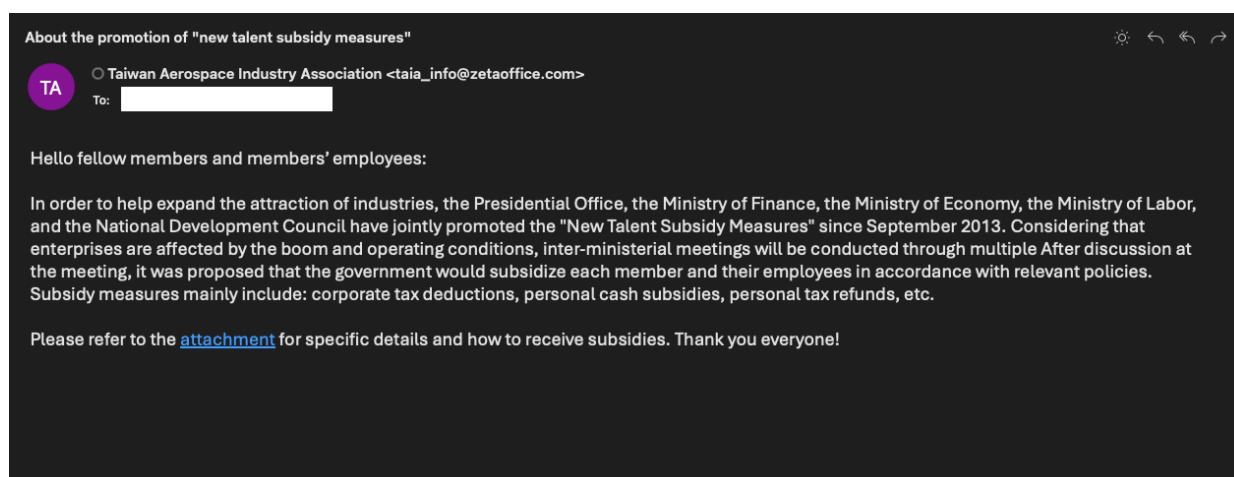 About the promotion of "new talent subsidy measures"
TA
Taiwan Aerospace Industry Association <taia_info@zetaoffice.com>
To:
Hello fellow members and members’ employees:
In order to help expand the attraction of industries, the Presidential Office, the Ministry of Finance, the Ministry of Economy, the Ministry of Labor,
and the National Development Council have jointly promoted the "New Talent Subsidy Measures" since September 2013. Considering that
enterprises are affected by the boom and operating conditions, inter-ministerial meetings will be conducted through multiple After discussion at
the meeting, it was proposed that the government would subsidize each member and their employees in accordance with relevant policies.
Subsidy measures mainly include: corporate tax deductions, personal cash subsidies, personal tax refunds, etc.
Please refer to the attachment for specific details and how to receive subsidies. Thank you everyone!